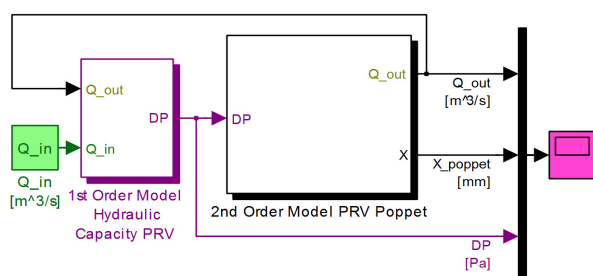 Q_out
Q_in
DP
Q_in
Q_in
[m^3/s]
1st Order Model
Hydraulic
Capacity PRV
DP
Q_out
X
2nd Order Model PRV Poppet
Q_out
[m^3/s]
X_poppet
[mm]
DP
[Pa]